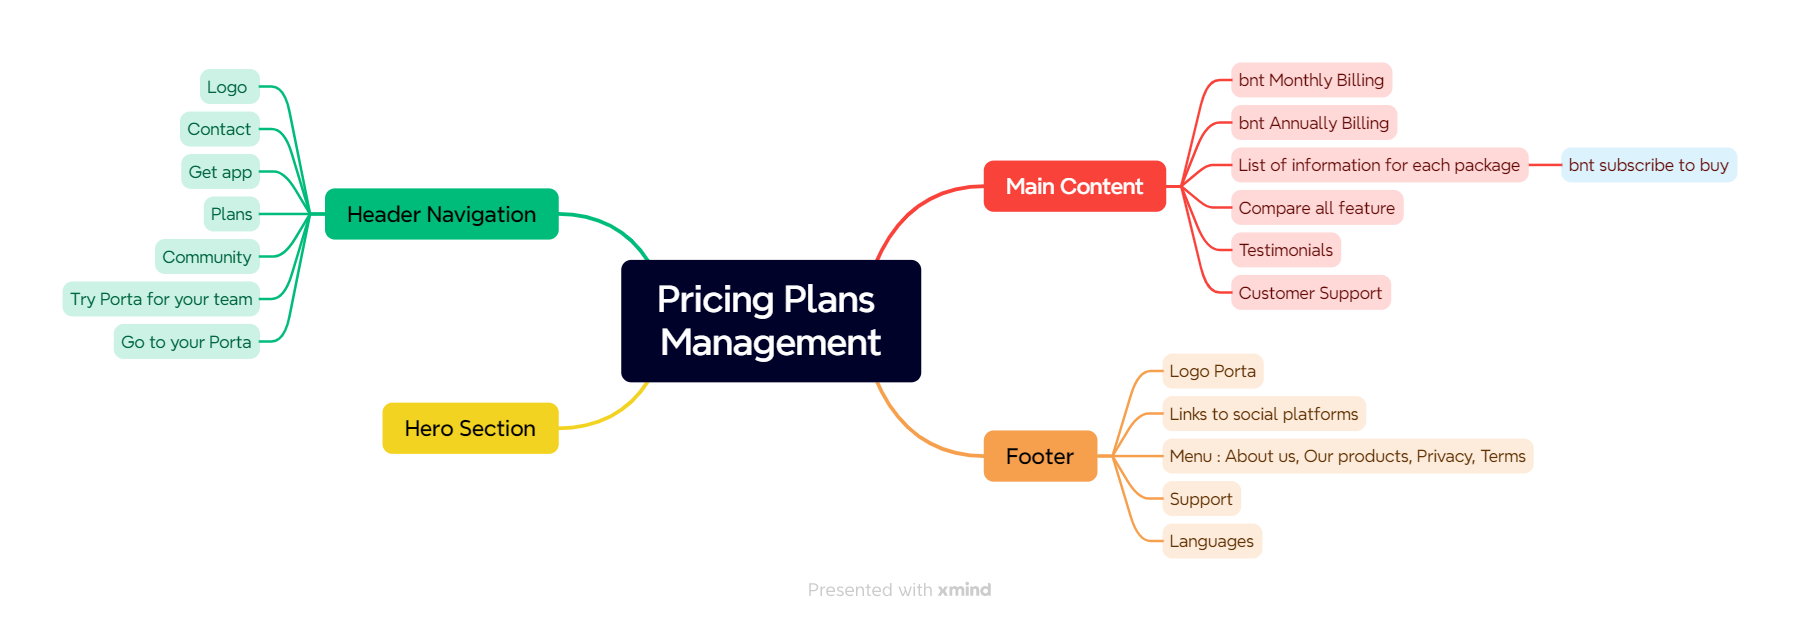 Pricing Plans
Management
Header Navigation
Logo
Contact
Get app
Plans
Community
Try Porta for your team
Go to your Porta
Hero Section
Main Content
bnt Monthly Billing
bnt Annually Billing
List of information for each package
bnt subscribe to buy
Compare all feature
Testimonials
Customer Support
Footer
Logo Porta
Links to social platforms
Menu : About us, Our products, Privacy, Terms
Support
Languages
Presented with xmind